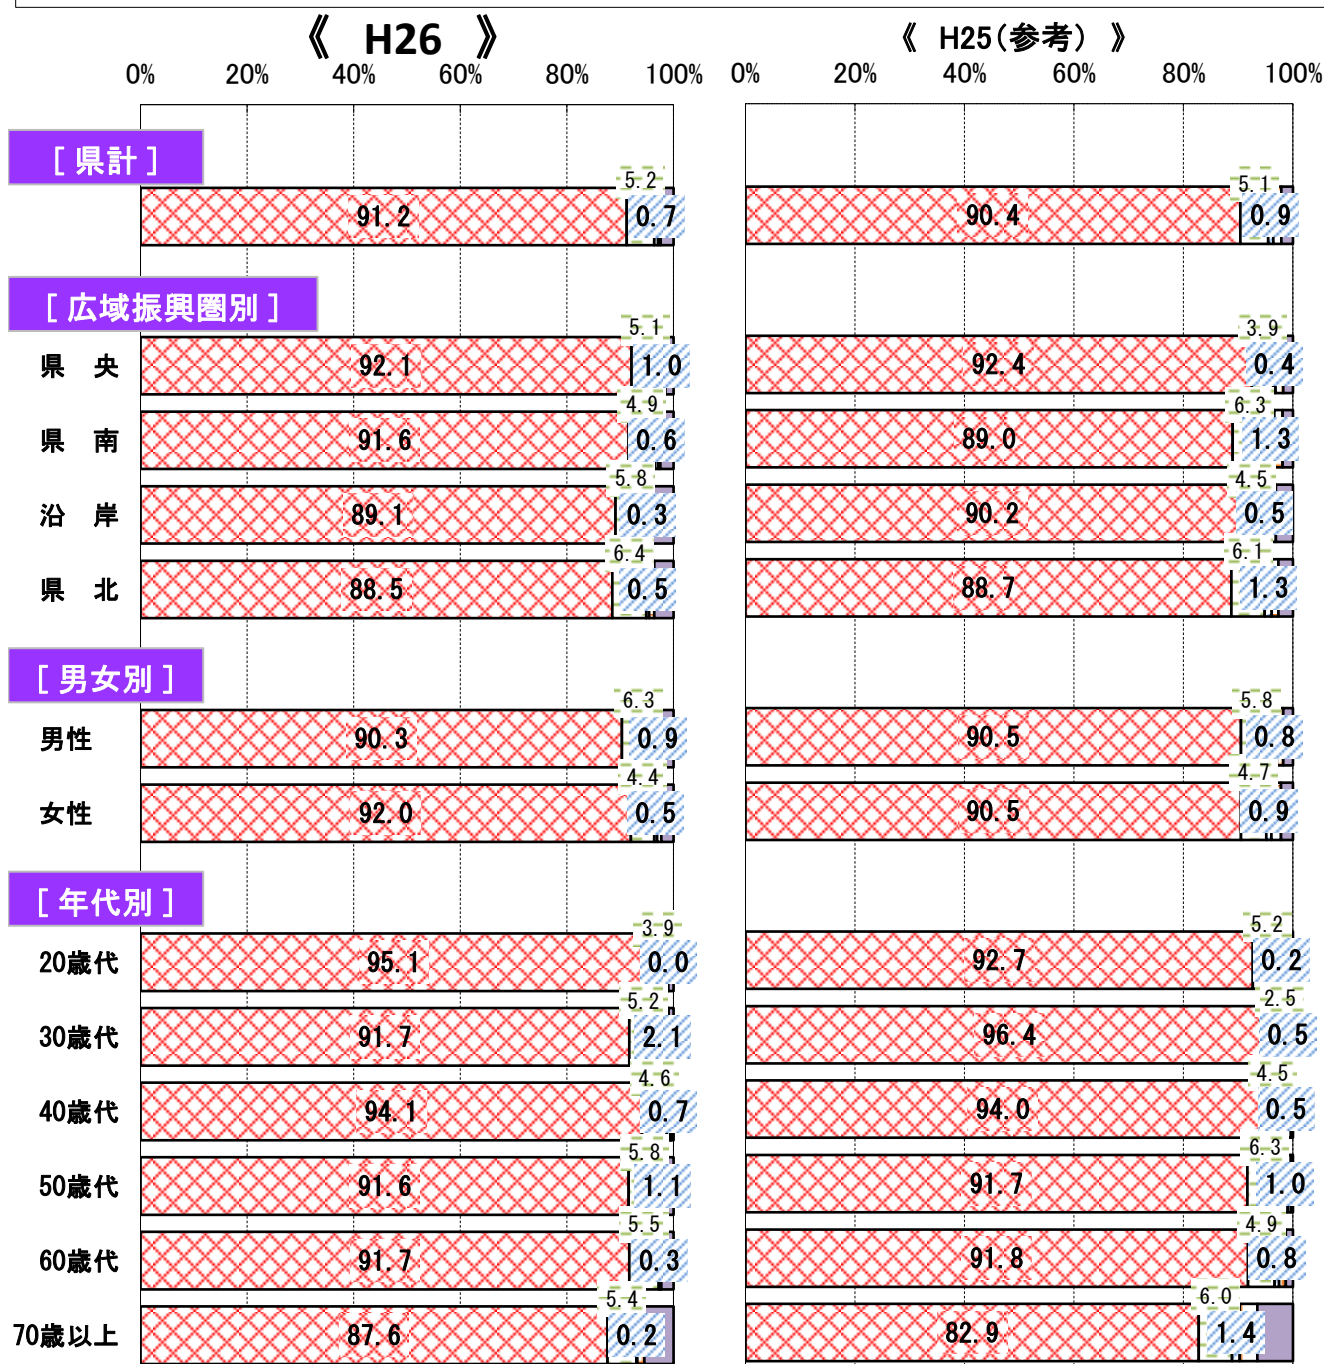 《 H26 》 《 H25(参考) 》
0% 20% 40% 60% 80% 100% 0% 20% 40% 60% 80% 100%
[ 県計 ]
5.2 5.1
91.2 0.7 90.4 0.9
[ 広域振興圏別 ]
5.1 3.9
県 央 92.1 1.0 92.4 0.4
4.9 6.3
県 南 91.6 0.6 89.0 1.3
5.8 4.5
沿 岸 89.1 0.3 90.2 0.5
6.4 6.1
県 北 88.5 0.5 88.7 1.3
[ 男女別 ]
6.3 5.8
男性 90.3 0.9 90.5 0.8
4.4 4.7
女性 92.0 0.5 90.5 0.9
[ 年代別 ]
3.9 5.2
20歳代 95.1 0.0 92.7 0.2
5.2 2.5
30歳代 91.7 2.1 96.4 0.5
4.6 4.5
40歳代 94.1 0.7 94.0 0.5
5.8 6.3
50歳代 91.6 1.1 91.7 1.0
5.5 4.9
60歳代 91.7 0.3 91.8 0.8
5.4 6.0
70歳以上 87.6 0.2 82.9 1.4